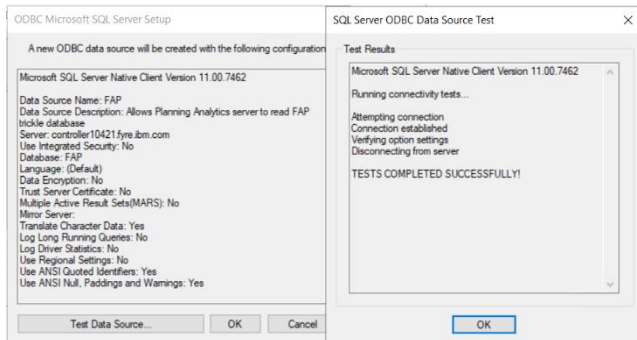 ODBC Microsoft SQL Server Setup
A new ODBC data source will be created with the following configuration
Microsoft SQL Server Native Client Version 11.00.7462
Data Source Name: FAP
Data Source Description: Allows Planning Analytics server to read FAP
trickle database
Server: controller10421.fyre.ibm.com
Use Integrated Security: No
Database: FAP
Language: (Default)
Data Encryption: No
Trust Server Certificate: No
Multiple Active Result Sets(MARS): No
Mirror Server:
Translate Character Data: Yes
Log Long Running Queries: No
Log Driver Statistics: No
Use Regional Settings: No
Use ANSI Quoted Identifiers: Yes
Use ANSI Null, Paddings and Warnings: Yes
Test Data Source... OK Cancel
SQL Server ODBC Data Source Test
Test Results
Microsoft SQL Server Native Client Version 11.00.7462
Running connectivity tests...
Attempting connection
Connection established
Verifying option settings
Disconnecting from server
TESTS COMPLETED SUCCESSFULLY!
OK